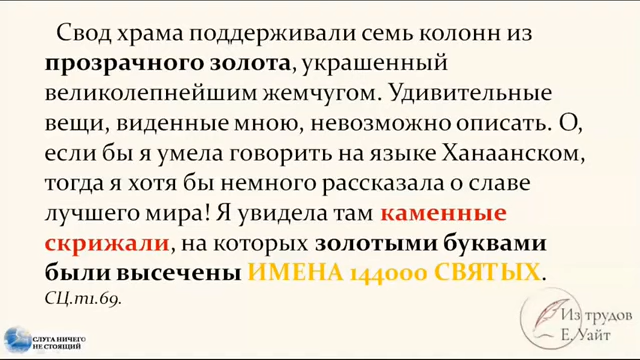 Свод храма поддерживали семь колонн из
прозрачного золота, украшенный
великолепнейшим жемчугом. Удивительные
вещи, виденные мною, невозможно описать. О,
если бы я умела говорить на языке Ханаанском,
тогда я хотя бы немного рассказала о славе
лучшего мира! Я увидела там каменные
скрижали, на которых золотыми буквами
были высечены ИМЕНА 144000 СВЯТЫХ.
СЦ.т1.69.
Из трудов
Е. Уайт
СЛУГА НИЧЕГО
НЕ СТОЯЩИЙ